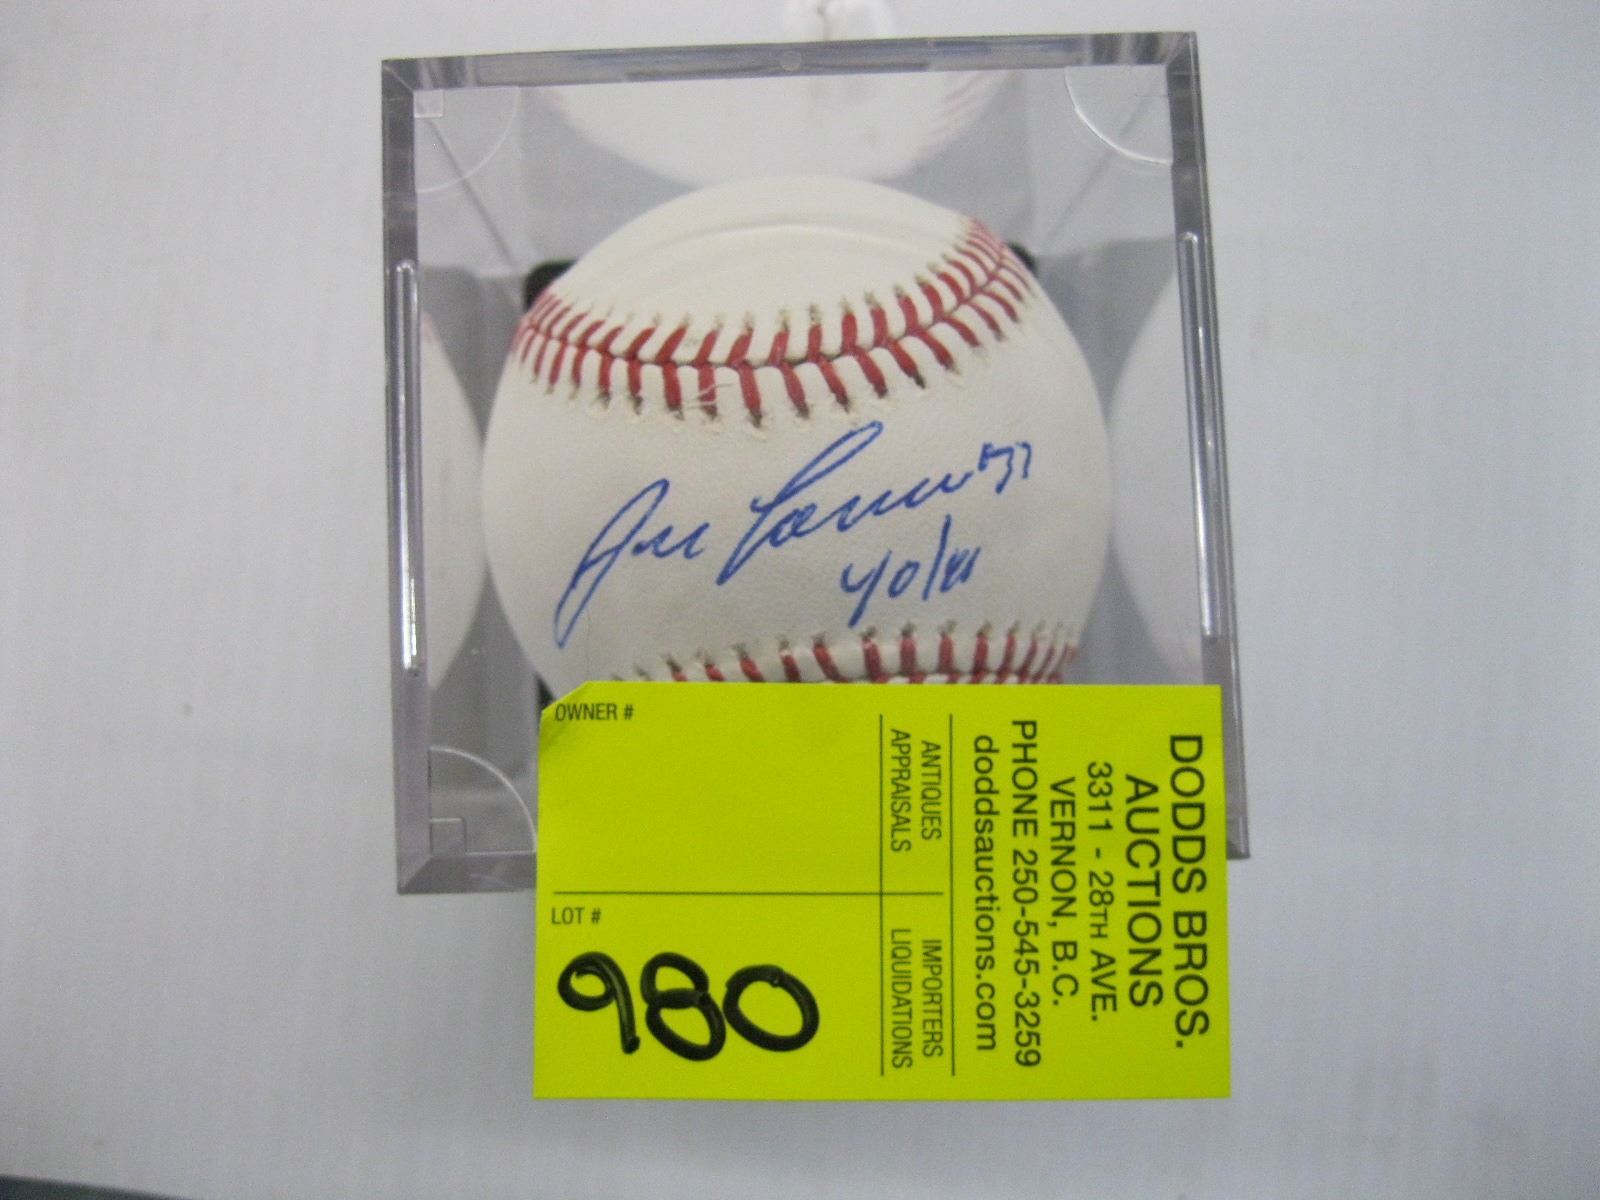 40/81
OWNER #
LOT #
980
ANTIQUES
APPRAISALS
IMPORTERS
LIQUIDATIONS
DODDS BROS.
AUCTIONS
3311 - 28TH AVE.
VERNON, B.C.
PHONE 250-545-3259
doddsauctions.com